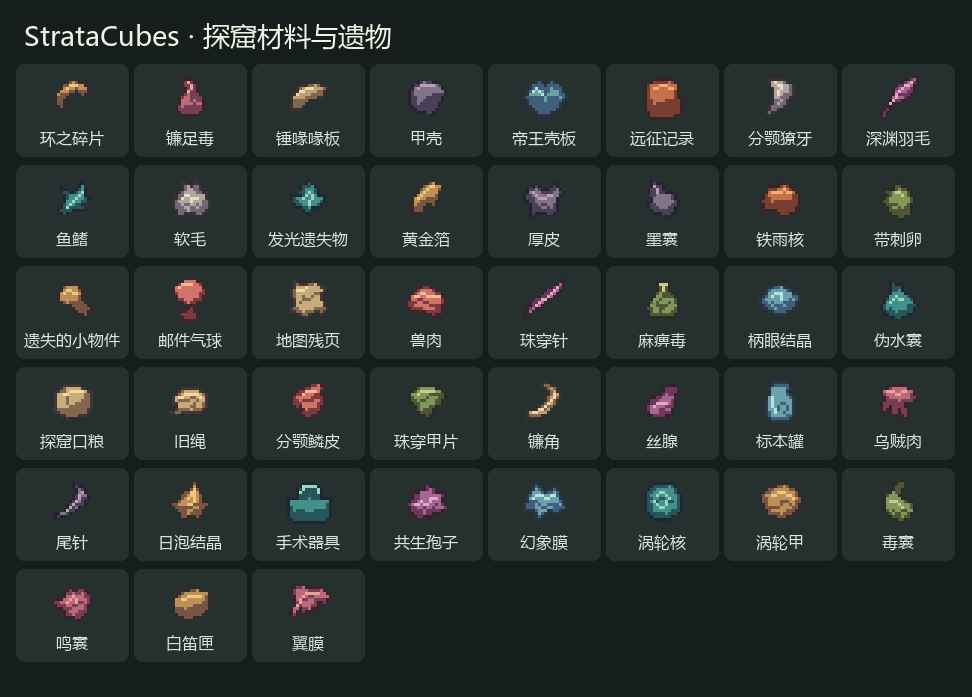 StrataCubes · 探窟材料与遗物
环之碎片
镰足毒
锤喙喙板
甲壳
帝王壳板
远征记录
分颚獠牙
深渊羽毛
鱼鳍
软毛
发光遗失物
黄金箔
厚皮
墨囊
铁雨核
带刺卵
遗失的小物件
邮件气球
地图残页
兽肉
珠穿针
麻痹毒
柄眼结晶
伪水囊
探窟口粮
旧绳
分颚鳞皮
珠穿甲片
镰角
丝腺
标本罐
乌贼肉
尾针
日泡结晶
手术器具
共生孢子
幻象膜
涡轮核
涡轮甲
毒囊
鸣囊
白笛匣
翼膜